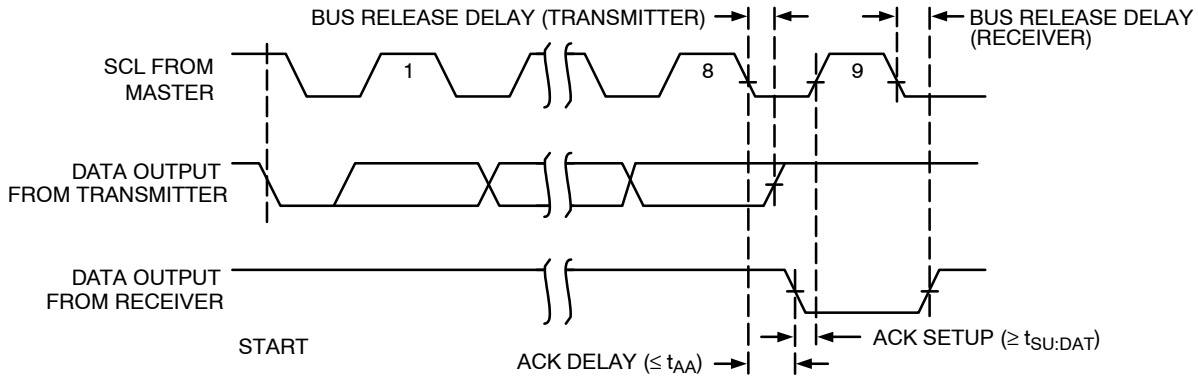 BUS RELEASE DELAY (TRANSMITTER)
BUS RELEASE DELAY
(RECEIVER)
SCL FROM
MASTER
1
8
9
DATA OUTPUT
FROM TRANSMITTER
DATA OUTPUT
FROM RECEIVER
START
ACK SETUP (≥ tSU:DAT)
ACK DELAY (≤ tAA)